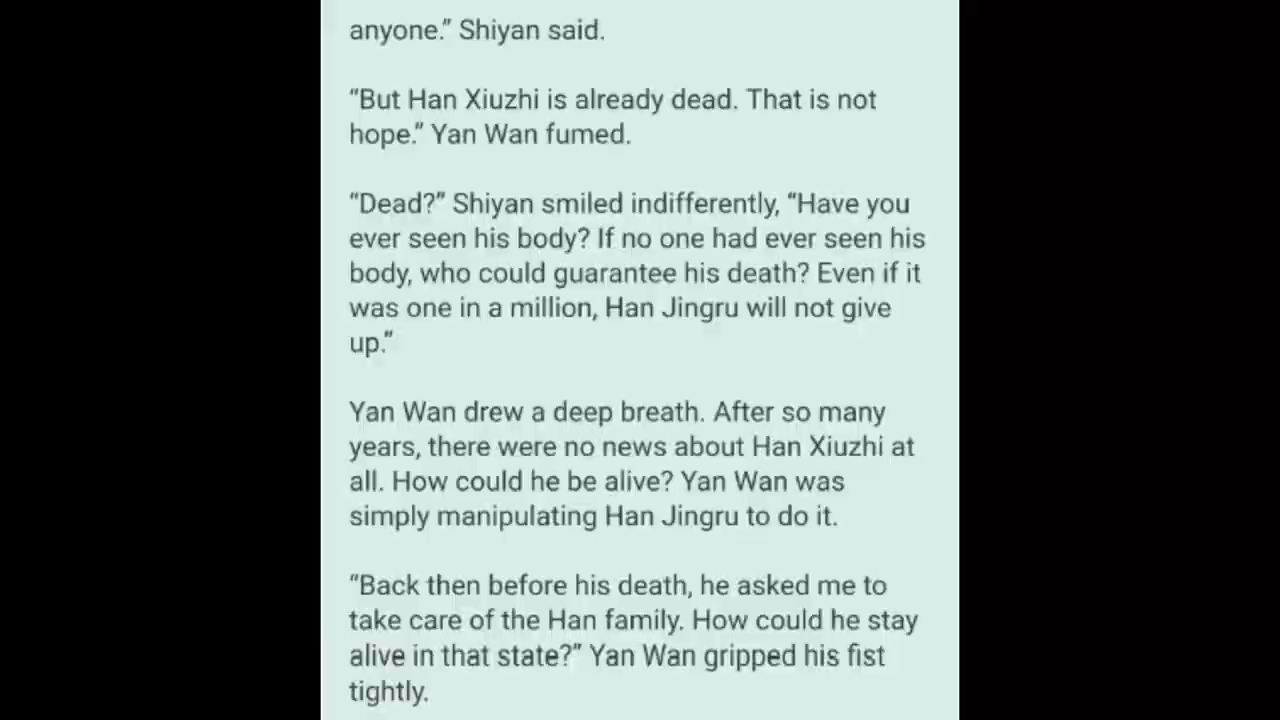 anyone.” Shiyan said.
“But Han Xiuzhi is already dead. That is not
hope.” Yan Wan fumed.
“Dead?” Shiyan smiled indifferently, “Have you
ever seen his body? If no one had ever seen his
body, who could guarantee his death? Even if it
was one in a million, Han Jingru will not give
up.”
Yan Wan drew a deep breath. After so many
years, there were no news about Han Xiuzhi at
all. How could he be alive? Yan Wan was
simply manipulating Han Jingru to do it.
“Back then before his death, he asked me to
take care of the Han family. How could he stay
alive in that state?” Yan Wan gripped his fist
tightly.